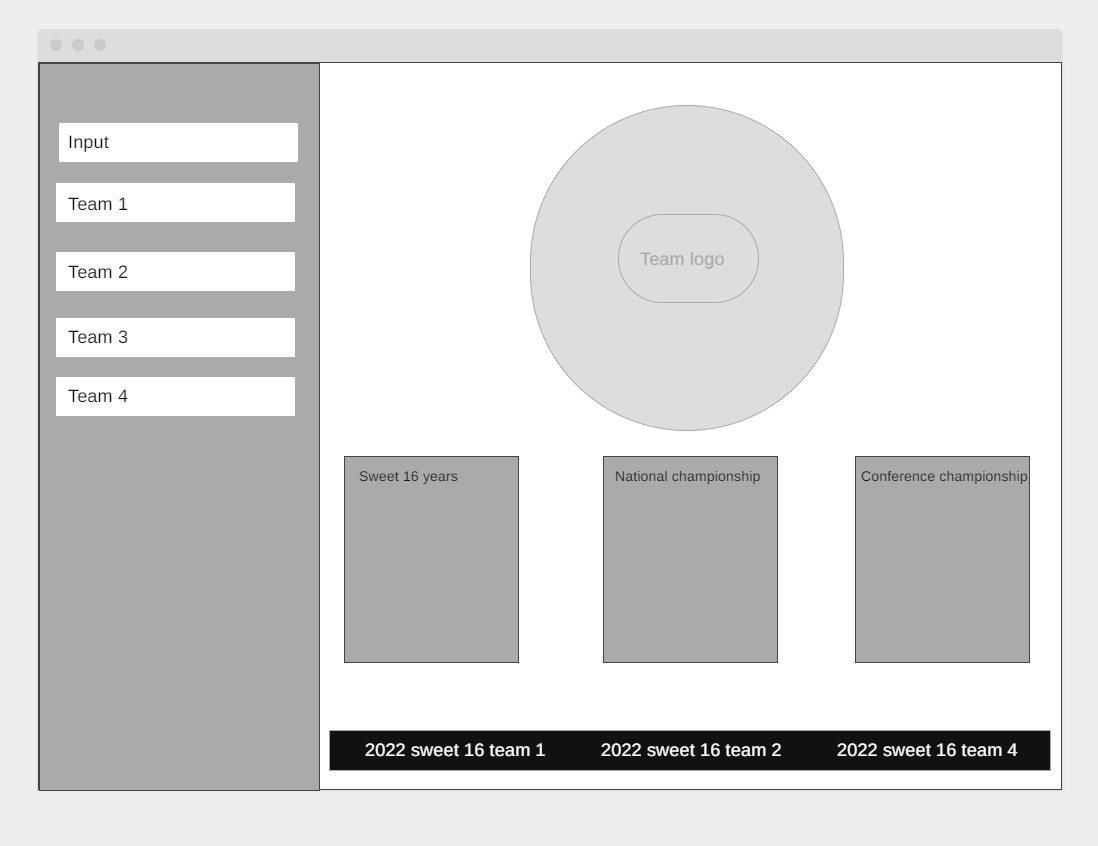 Input
Team 1
Team 2
Team 3
Team 4
Team logo
Sweet 16 years
National championship
Conference championship
2022 sweet 16 team 1
2022 sweet 16 team 2
2022 sweet 16 team 4